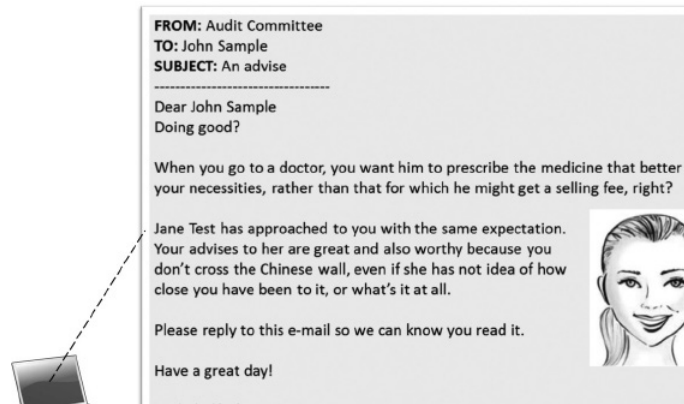 FROM: Audit Committee
TO: John Sample
SUBJECT: An advise
---------------------------------
Dear John Sample
Doing good?
When you go to a doctor, you want him to prescribe the medicine that better
your necessities, rather than that for which he might get a selling fee, right?
Jane Test has approached to you with the same expectation.
Your advises to her are great and also worthy because you
don't cross the Chinese wall, even if she has not idea of how
close you have been to it, or what's it at all.
Please reply to this e-mail so we can know you read it.
Have a great day!